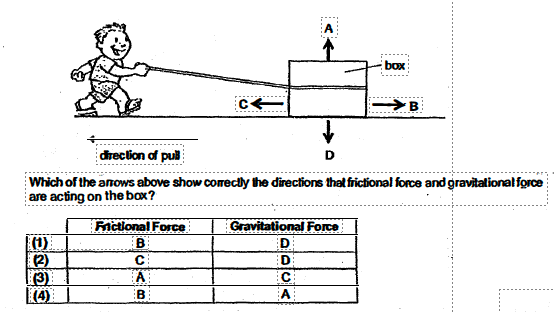 A
box
C
B
direction of pull
D
Which of the arrows above show correctly the directions that frictional force and gravitational force
are acting on the box?
Frictional Force Gravitational Force
(1) B D
(2) C D
(3) A C
(4) B A